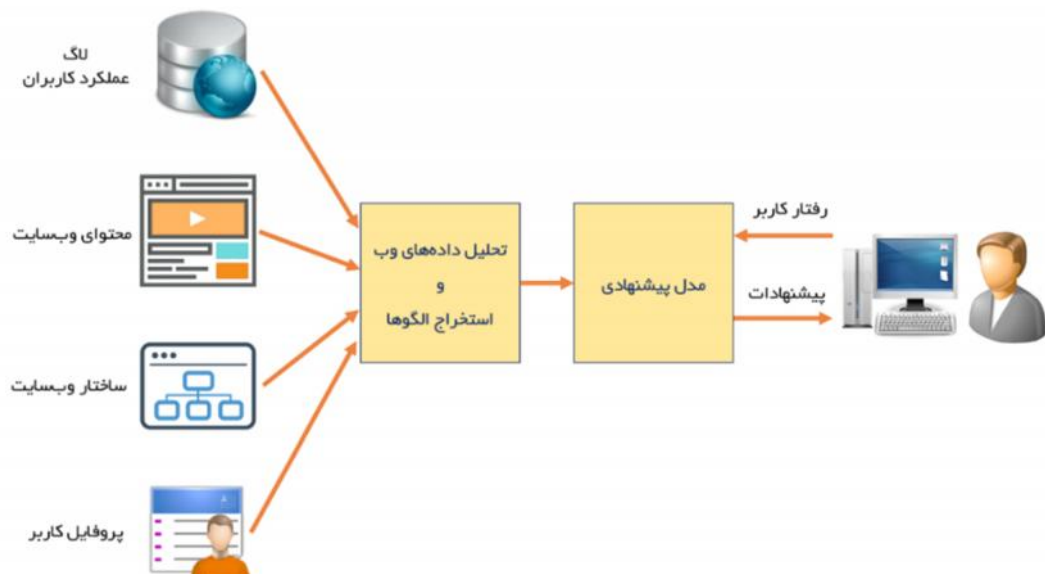 لاگ
عملکرد کاربران
محتوای وب‌سایت
ساختار وب‌سایت
پروفایل کاربر
تحلیل داده‌های وب
و
استخراج الگوها
مدل پیشنهادی
رفتار کاربر
پیشنهادات